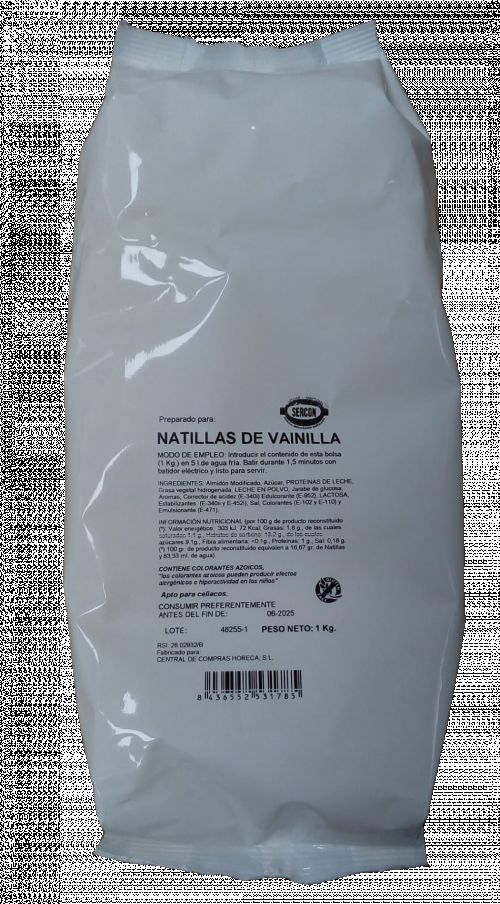 SERCON
Preparado para:
NATILLAS DE VAINILLA
MODO DE EMPLEO: Introducir el contenido de esta bolsa
(1 Kg.) en 5 l.de agua fria. Batir durante 1,5 minutos con
batidor eléctrico y listo para servir.
INGREDIENTES: Almidón Modificado, Azúcar, PROTEINAS DE LECHE,
Grasa vegetal hidrogenada, LECHE EN POLVO, Jarabe de glucosa,
Aromas, Corrector de acidez (E-340i) Edulcorante (E-952), LACTOSA,
Estabilizantes: (E-340ii y E-452i), Sal, Colorantes (E-102 y E-110) y
Emulsionante (E-471).
INFORMACIÓN NUTRICIONAL (por 100 g de producto reconstituido
(*): Valor energético: 303 kJ, 72 Kcal, Grasas: 1.8 g., de las cuales
saturadas 1.1 g., Hidratos de carbono: 13,2 g., de los cuales
azúcares 9.1g., Fibra alimentaria: <0.1g., Proteinas: 1 g., Sal: 0,18 g.
(*) 100 gr. de producto reconstituido equivalen a 16,67 gr. de Natillas
y 83,33 ml. de agua).
CONTIENE COLORANTES AZOICOS,
"los colorantes azoicos pueden producir efectos
alergénicos e hiperactividad en los niños"
Apto para celiacos.
CONSUMIR PREFERENTEMENTE
ANTES DEL FIN DE: 06-2025
LOTE: 48255-1 PESO NETO: 1 Kg.
RSI: 26.02932/B
Fabricado para:
CENTRAL DE COMPRAS HORECA, S.L.
8 436552 531785